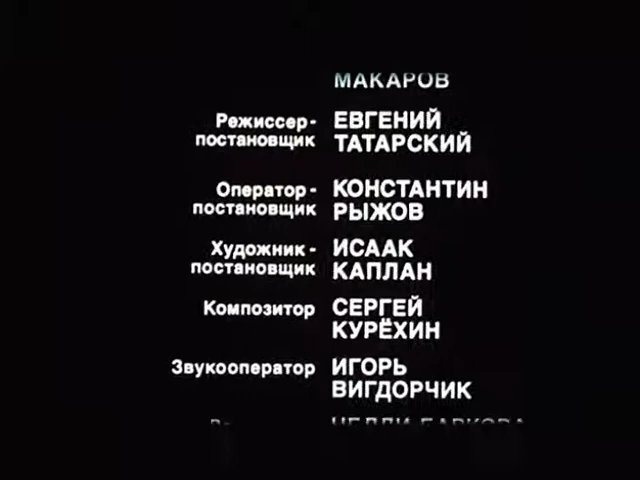 МАКАРОВ
Режиссер- ЕВГЕНИЙ
постановщик ТАТАРСКИЙ
Оператор- КОНСТАНТИН
постановщик РЫЖОВ
Художник- ИСААК
постановщик КАПЛАН
Композитор СЕРГЕЙ
КУРЁХИН
Звукооператор ИГОРЬ
ВИГДОРЧИК